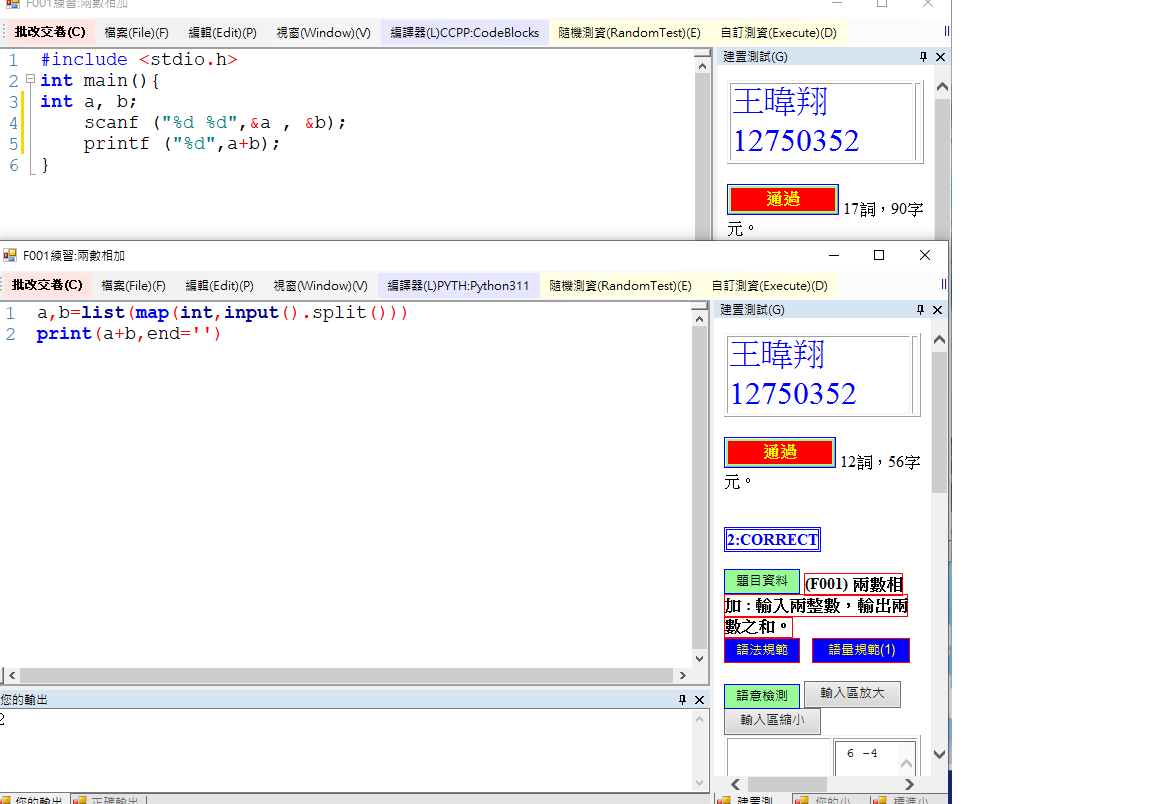 F001練習:兩數相加
批改交卷(C) 檔案(File)(F) 編輯(Edit)(P) 視窗(Window)(V) 編譯器(L)CCPP:CodeBlocks 隨機測資(RandomTest)(E) 自訂測資(Execute)(D)
1 #include <stdio.h>
2 int main(){
3 int a, b;
4 scanf ("%d %d",&a , &b);
5 printf ("%d",a+b);
6 }
建置測試(G)
王暐翔
12750352
通過 17詞，90字
元。
F001練習:兩數相加
批改交卷(C) 檔案(File)(F) 編輯(Edit)(P) 視窗(Window)(V) 編譯器(L)PYTH:Python311 隨機測資(RandomTest)(E) 自訂測資(Execute)(D)
1 a,b=list(map(int,input().split()))
2 print(a+b,end='')
建置測試(G)
王暐翔
12750352
通過 12詞，56字
元。
2:CORRECT
題目資料 (F001) 兩數相
加：輸入兩整數，輸出兩
數之和。
語法規範 語量規範(1)
語意檢測 輸入區放大
輸入區縮小
6 -4
您的輸出
2
您的輸出 正確輸出
建置測 您的小 標準小